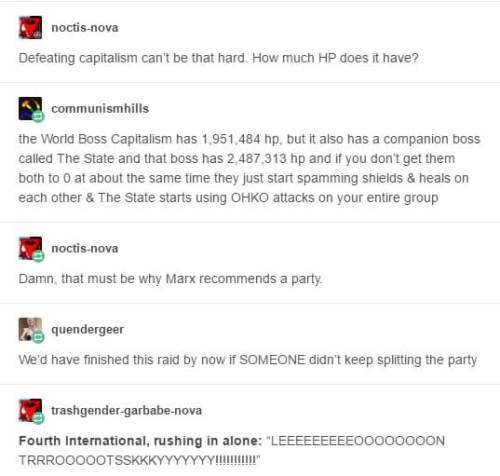 noctis-nova
Defeating capitalism can't be that hard. How much HP does it have?
communismhills
the World Boss Capitalism has 1,951,484 hp, but it also has a companion boss
called The State and that boss has 2,487,313 hp and if you don't get them
both to 0 at about the same time they just start spamming shields & heals on
each other & The State starts using OHKO attacks on your entire group
noctis-nova
Damn, that must be why Marx recommends a party.
quendergeer
We'd have finished this raid by now if SOMEONE didn't keep splitting the party
trashgender-garbabe-nova
Fourth International, rushing in alone: "LEEEEEEEEEOOOOOOOON
TRRROOOOOTSSKKKYYYYYYY!!!!!!!!!!!"